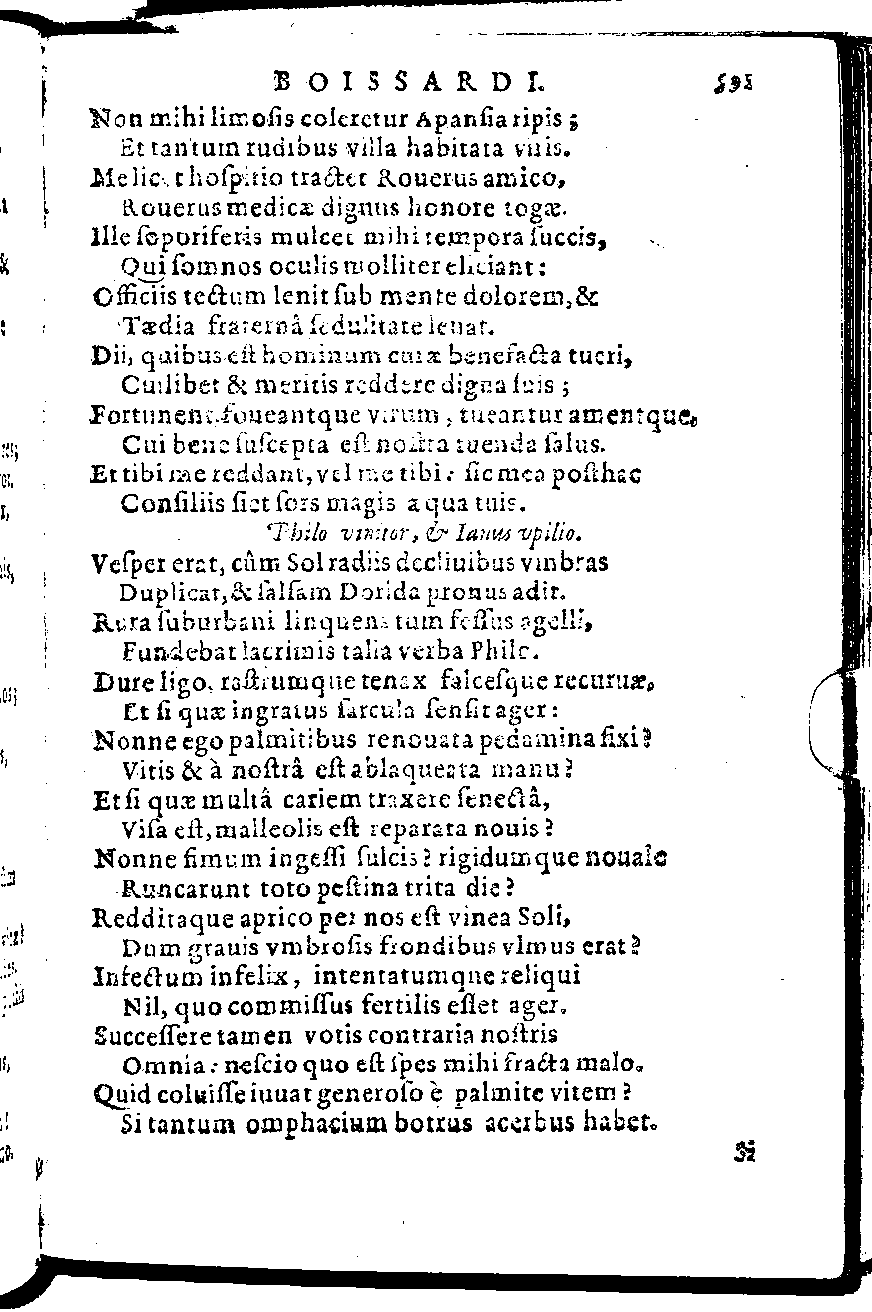 BOISSARDI. 591
Non mihi limoſis coleretur Apanſia ripis;
Et tantum rudibus villa habitata viris.
Me licet hoſpitio tractet Rouerus amico,
Rouerus medicæ dignus honore togæ.
Ille ſoporiferis mulcet mihi tempora ſuccis,
Qui ſomnos oculis molliter eliciant:
Officiis tectum lenit ſub mente dolorem, &
Tædia fraternâ ſedulitate leuat.
Dii, quibus eſt hominum curæ benefacta tueri,
Cuilibet & meritis reddere digna ſuis;
Fortunent, foueantque virum, tueantur amentque,
Cui bene ſuſcepta eſt noſtra tuenda ſalus.
Et tibi me reddant, vel me tibi: ſic mea poſthac
Conſiliis fiet ſors magis æqua tuis.
Philo vinitor, & Ianus vpilio.
Veſper erat, cûm Sol radiis decliuibus vmbras
Duplicat, & ſalſam Dorida pronus adit.
Rura ſuburbani linquens tum feſſus agelli,
Fundebat lacrimis talia verba Philo.
Dure ligo, raſtrumque tenax falceſque recuruæ,
Et ſi quæ ingratus ſarcula ſenſit ager:
Nonne ego palmitibus renouata pedamina fixi?
Vitis & à noſtrâ eſt ablaqueata manu?
Et ſi quæ multâ cariem traxere ſenectâ,
Viſa eſt, malleolis eſt reparata nouis?
Nonne fimum ingeſſi ſulcis? rigidumque nouale
Runcarunt toto peſtina trita die?
Redditaque aprico per nos eſt vinea Soli,
Dum grauis vmbroſis frondibus vlmus erat?
Infectum infelix, intentatumque reliqui
Nil, quo commiſſus fertilis eſſet ager.
Succeſſere tamen votis contraria noſtris
Omnia: neſcio quo eſt ſpes mihi fracta malo.
Quid coluiſſe iuuat generoſo è palmite vitem?
Si tantum omphacium botrus acerbus habet.
Si